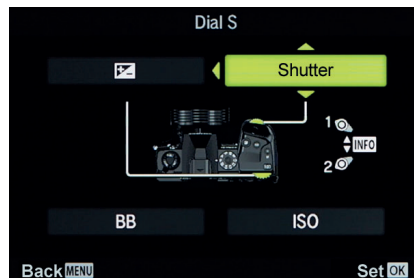 Dial S
Shutter
1
INFO
2
BB
ISO
Back MENU
Set OK